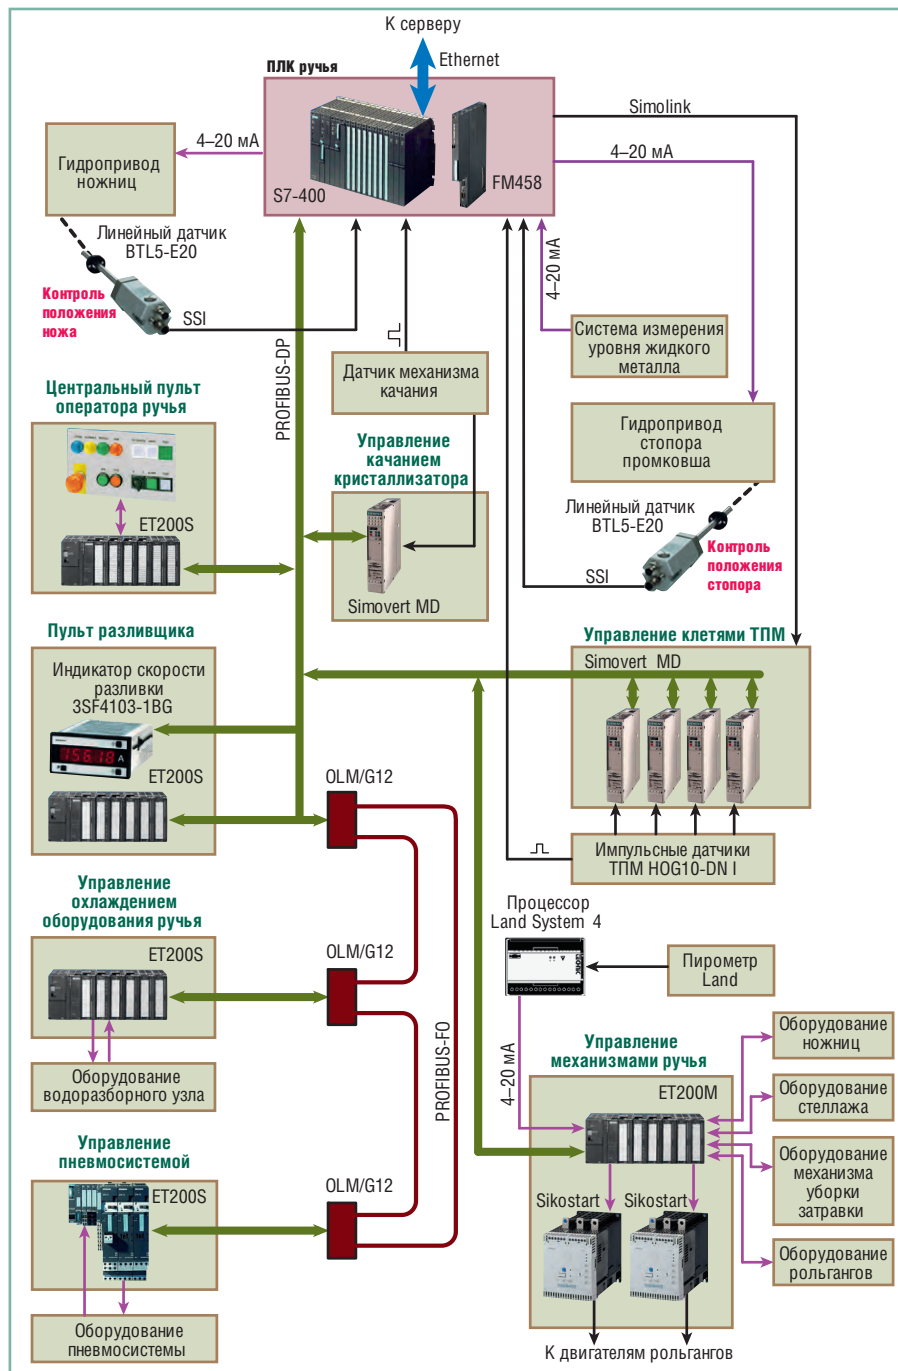 К серверу
Ethernet
ПЛК ручья
S7-400
FM458
Simolink
4–20 мА
4–20 мА
Гидропривод
ножниц
Линейный датчик
BTL5-E20
Контроль
положения
ножа
SSI
PROFIBUS-DP
4–20 мА
Система измерения
уровня жидкого
металла
Датчик механизма
качания
Гидропривод
стопора
промковша
Линейный датчик
BTL5-E20
Контроль
положения
стопора
SSI
Центральный пульт
оператора ручья
ET200S
Управление
качанием
кристаллизатора
Simovert MD
Пульт разливщика
Индикатор скорости
разливки
3SF4103-1BG
15618 A
ET200S
Управление клетями ТПМ
Simovert MD
Импульсные датчики
ТПМ HOG10-DN I
OLM/G12
Управление
охлаждением
оборудования ручья
ET200S
OLM/G12
Оборудование
водоразборного узла
PROFIBUS-FO
Процессор
Land System 4
Пирометр
Land
4–20 мА
Управление
механизмами ручья
ET200M
Sikostart
Sikostart
Оборудование
ножниц
Оборудование
стеллажа
Оборудование
механизма
уборки
затравки
Оборудование
рольгангов
К двигателям рольгангов
Управление
пневмосистемой
ET200S
OLM/G12
Оборудование
пневмосистемы